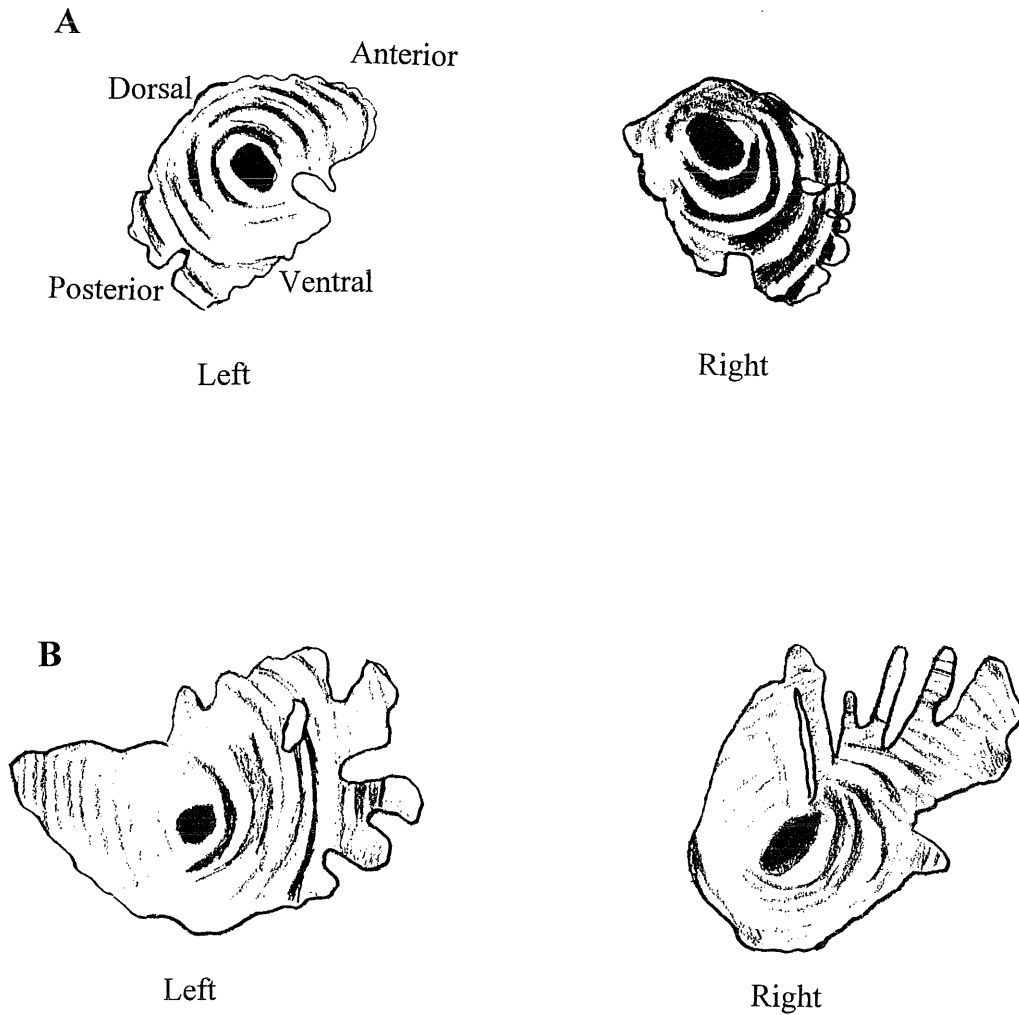 A
Anterior
Dorsal
Posterior
Ventral
Left
Right
B
Left
Right